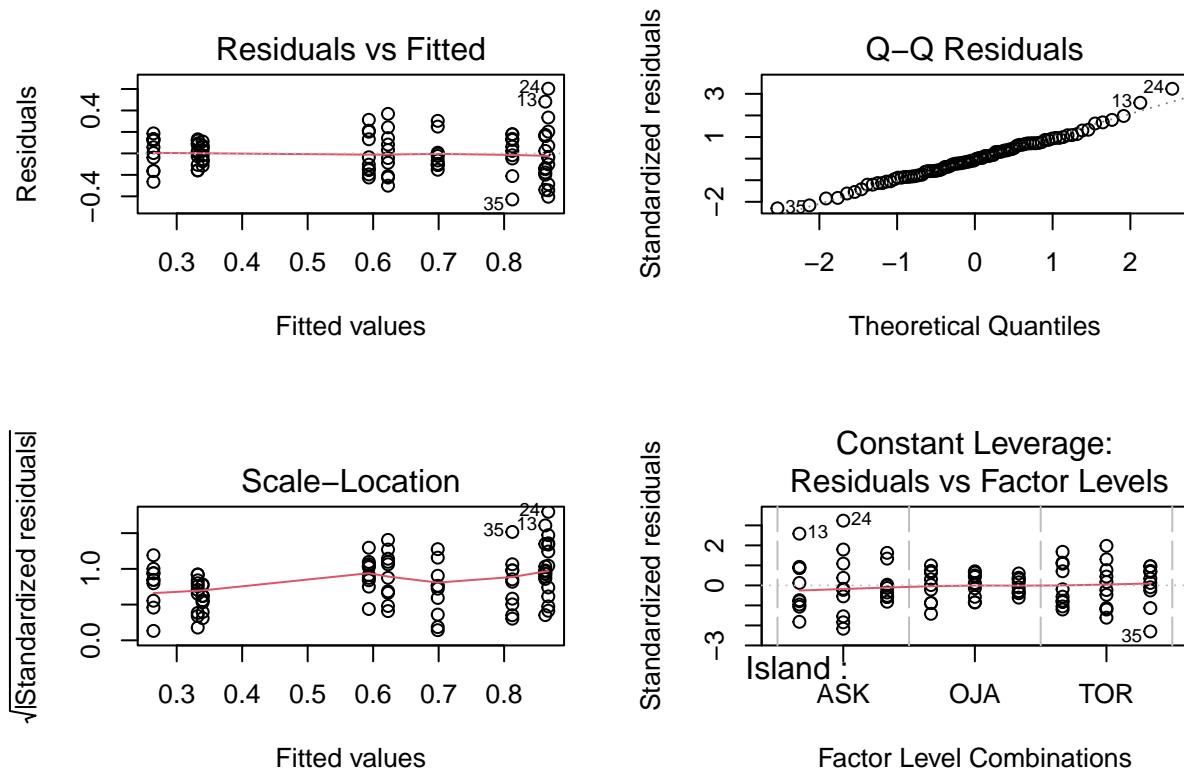 Residuals vs Fitted
Residuals
−0.4 0.4
24
13
35
0.3 0.4 0.5 0.6 0.7 0.8
Fitted values
Q−Q Residuals
Standardized residuals
−2 1 3
24
13
35
−2 −1 0 1 2
Theoretical Quantiles
Scale−Location
√|Standardized residuals|
0.0 1.0
24
13
35
0.3 0.4 0.5 0.6 0.7 0.8
Fitted values
Constant Leverage:
Residuals vs Factor Levels
Standardized residuals
−3 0 2
13 24
35
Island :
ASK OJA TOR
Factor Level Combinations